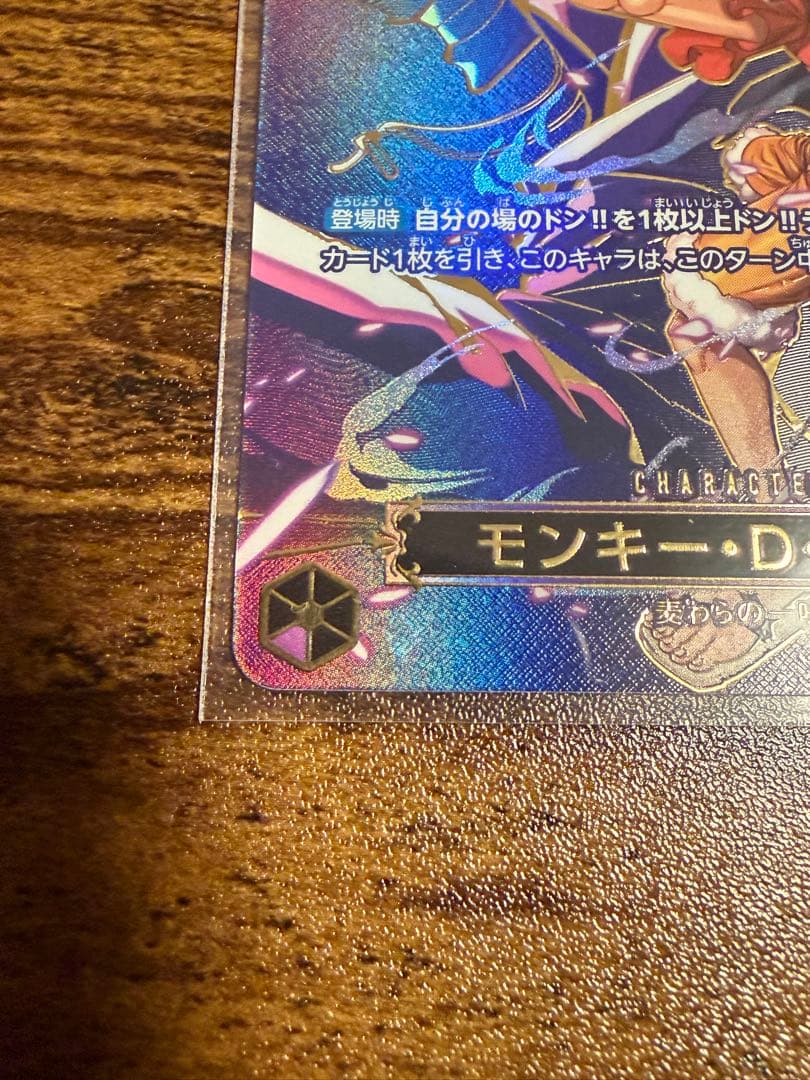 登場時 自分の場のドン!!を1枚以上ドン!!
カード1枚を引き、このキャラは、このターン中
CHARACTE
モンキー・D・
麦わらの一